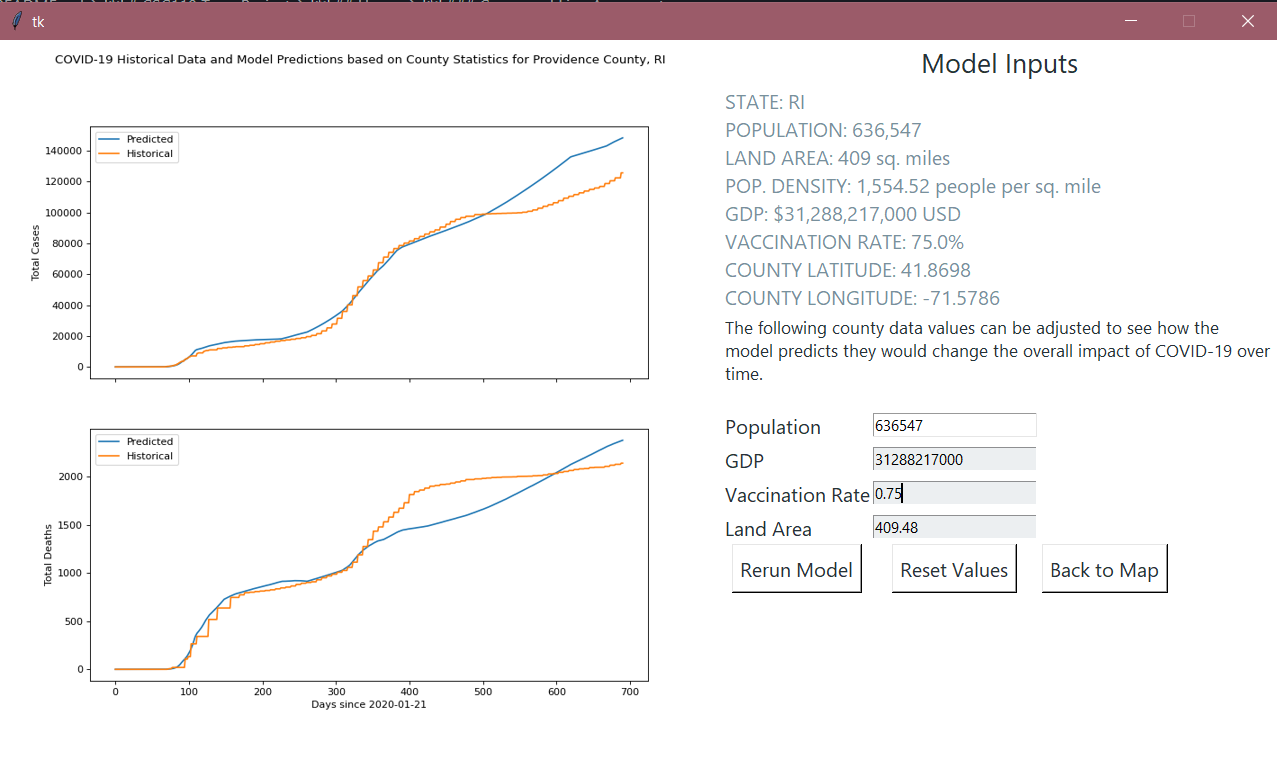 tk
COVID-19 Historical Data and Model Predictions based on County Statistics for Providence County, RI
Predicted
Historical
140000
120000
100000
80000
60000
40000
20000
0
Total Cases
Predicted
Historical
2000
1500
1000
500
0
Total Deaths
0 100 200 300 400 500 600 700
Days since 2020-01-21
Model Inputs
STATE: RI
POPULATION: 636,547
LAND AREA: 409 sq. miles
POP. DENSITY: 1,554.52 people per sq. mile
GDP: $31,288,217,000 USD
VACCINATION RATE: 75.0%
COUNTY LATITUDE: 41.8698
COUNTY LONGITUDE: -71.5786
The following county data values can be adjusted to see how the
model predicts they would change the overall impact of COVID-19 over
time.
Population 636547
GDP 31288217000
Vaccination Rate 0.75
Land Area 409.48
Rerun Model Reset Values Back to Map